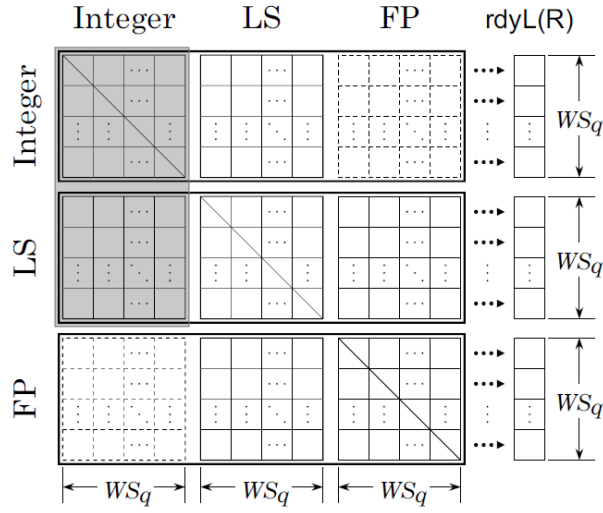 Integer LS FP rdyL(R)
Integer
WSq
LS
WSq
FP
WSq
WSq WSq WSq